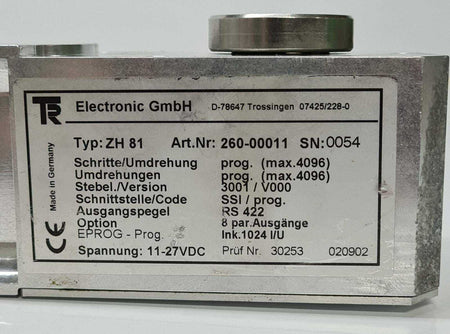 TR Electronic GmbH D-78647 Trossingen 07425/228-0
Typ: ZH 81 Art.Nr: 260-00011 SN: 0054
Schritte/Umdrehung prog. (max.4096)
Umdrehungen prog. (max.4096)
Stebel./Version 3001 / V000
Schnittstelle/Code SSI / prog.
Ausgangspegel RS 422
Option 8 par.Ausgänge
EPROG - Prog. Ink.1024 I/U
Spannung: 11-27VDC Prüf Nr. 30253 020902
Made in Germany
CE